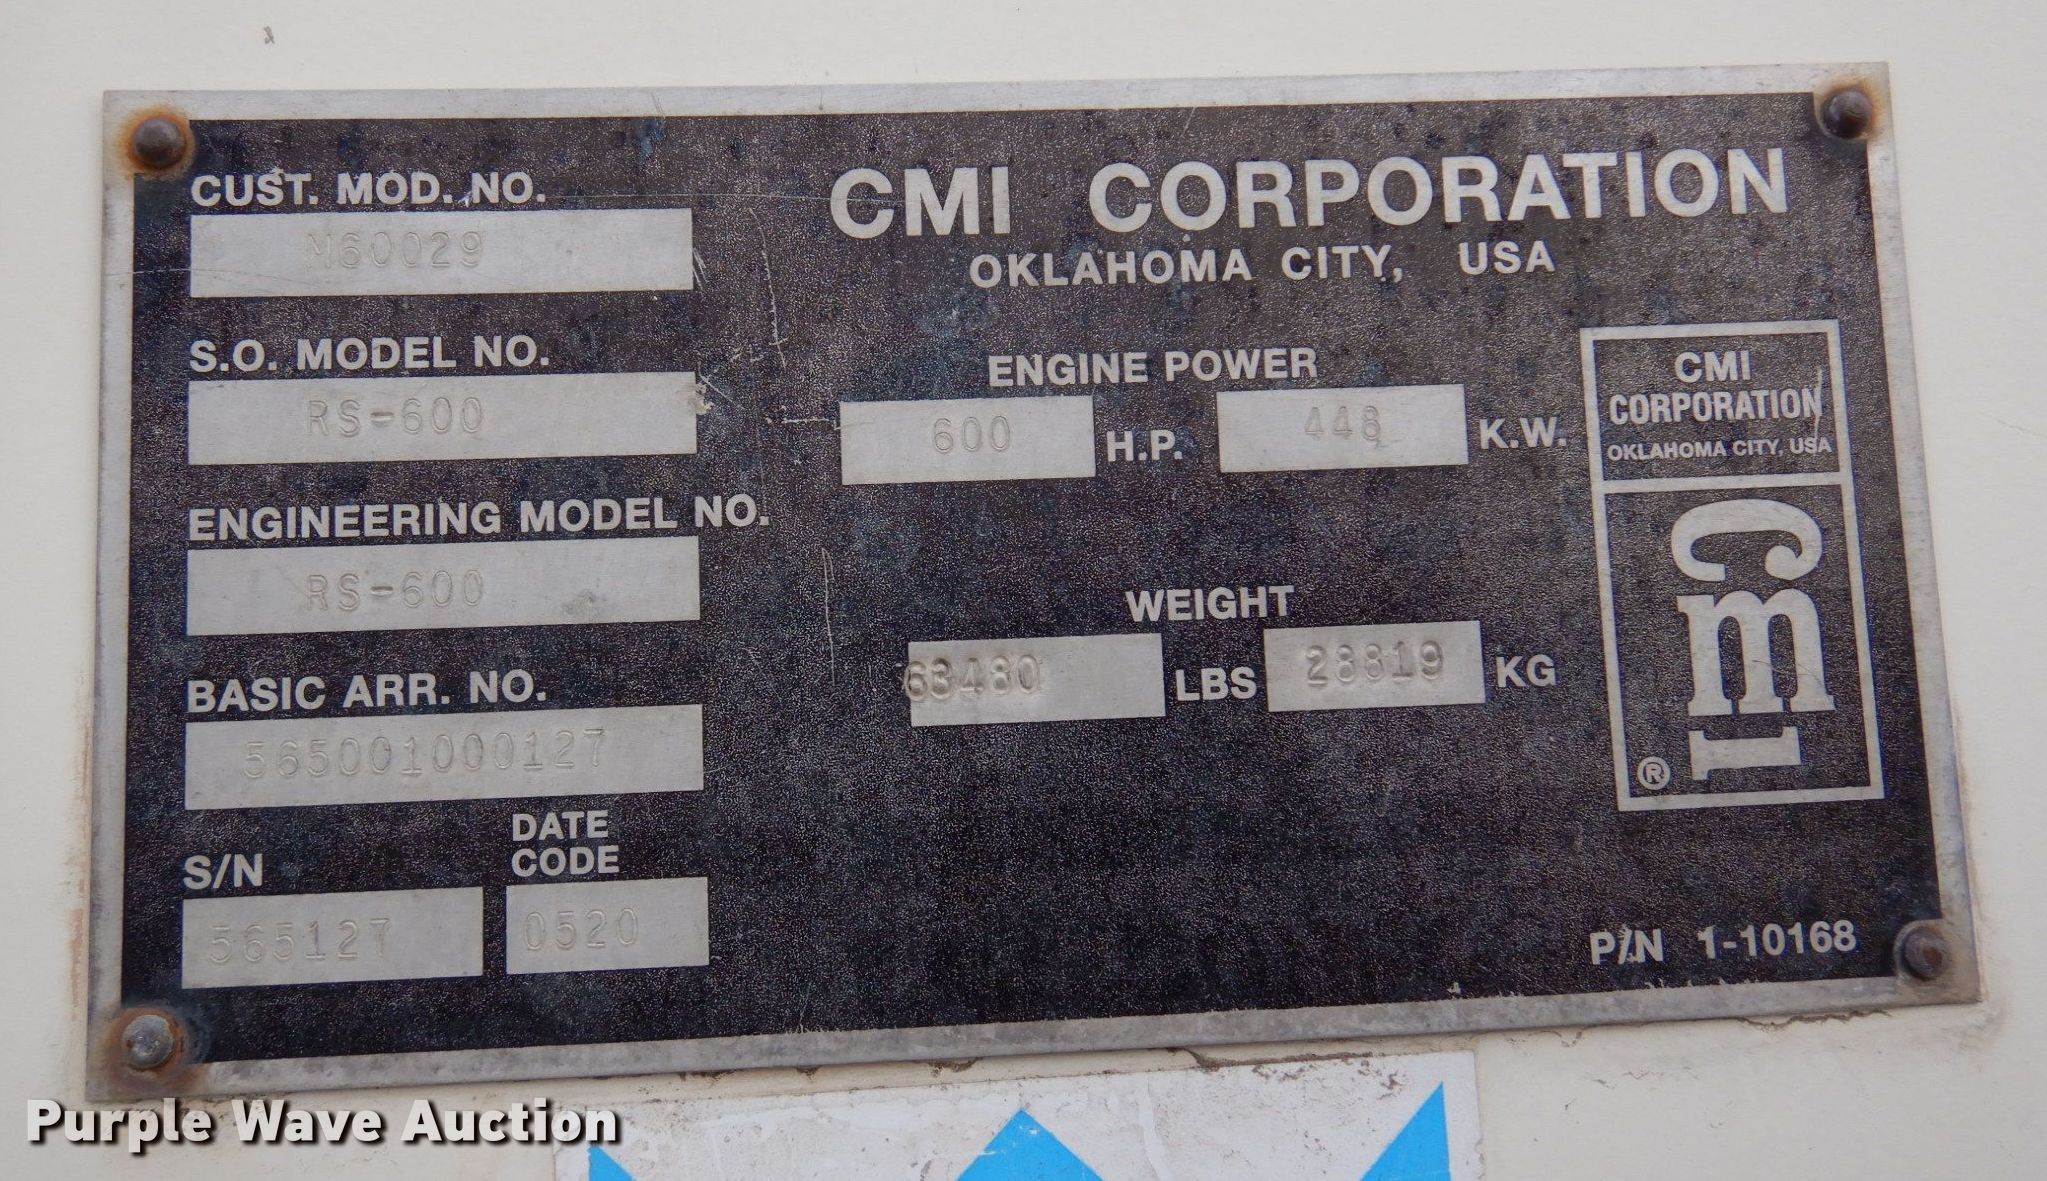 CUST. MOD. NO.
M60029
S.O. MODEL NO.
RS-600
ENGINEERING MODEL NO.
RS-600
BASIC ARR. NO.
565001000127
S/N
565127
DATE
CODE
0520
CMI CORPORATION
OKLAHOMA CITY, USA
ENGINE POWER
600 H.P. 448 K.W.
WEIGHT
63480 LBS 28819 KG
CMI
CORPORATION
OKLAHOMA CITY, USA
cmi
®
P/N 1-10168
Purple Wave Auction